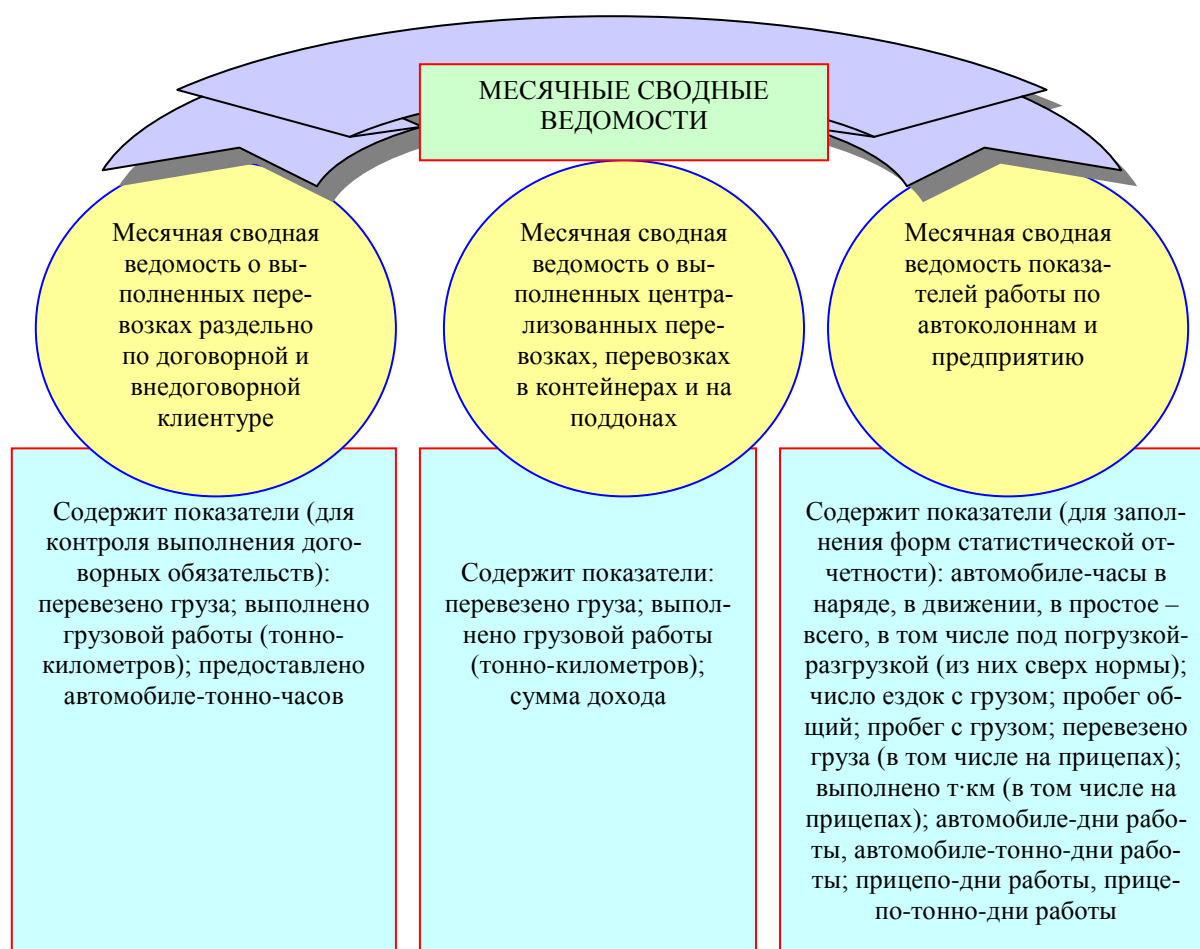 МЕСЯЧНЫЕ СВОДНЫЕ
ВЕДОМОСТИ
Месячная сводная
ведомость о вы-
полненных пере-
возках раздельно
по договорной и
внедоговорной
клиентуре
Месячная сводная
ведомость о вы-
полненных центра-
лизованных пере-
возках, перевозках
в контейнерах и на
поддонах
Месячная сводная
ведомость показа-
телей работы по
автоколоннам и
предприятию
Содержит показатели (для
контроля выполнения дого-
ворных обязательств):
перевезено груза; выполнено
грузовой работы (тонно-
километров); предоставлено
автомобиле-тонно-часов
Содержит показатели:
перевезено груза; выпол-
нено грузовой работы
(тонно-километров);
сумма дохода
Содержит показатели (для запол-
нения форм статистической от-
четности): автомобиле-часы в
наряде, в движении, в простое –
всего, в том числе под погрузкой-
разгрузкой (из них сверх нормы);
число ездок с грузом; пробег об-
щий; пробег с грузом; перевезено
груза (в том числе на прицепах);
выполнено т·км (в том числе на
прицепах); автомобиле-дни рабо-
ты, автомобиле-тонно-дни рабо-
ты; прицепо-дни работы, прице-
по-тонно-дни работы